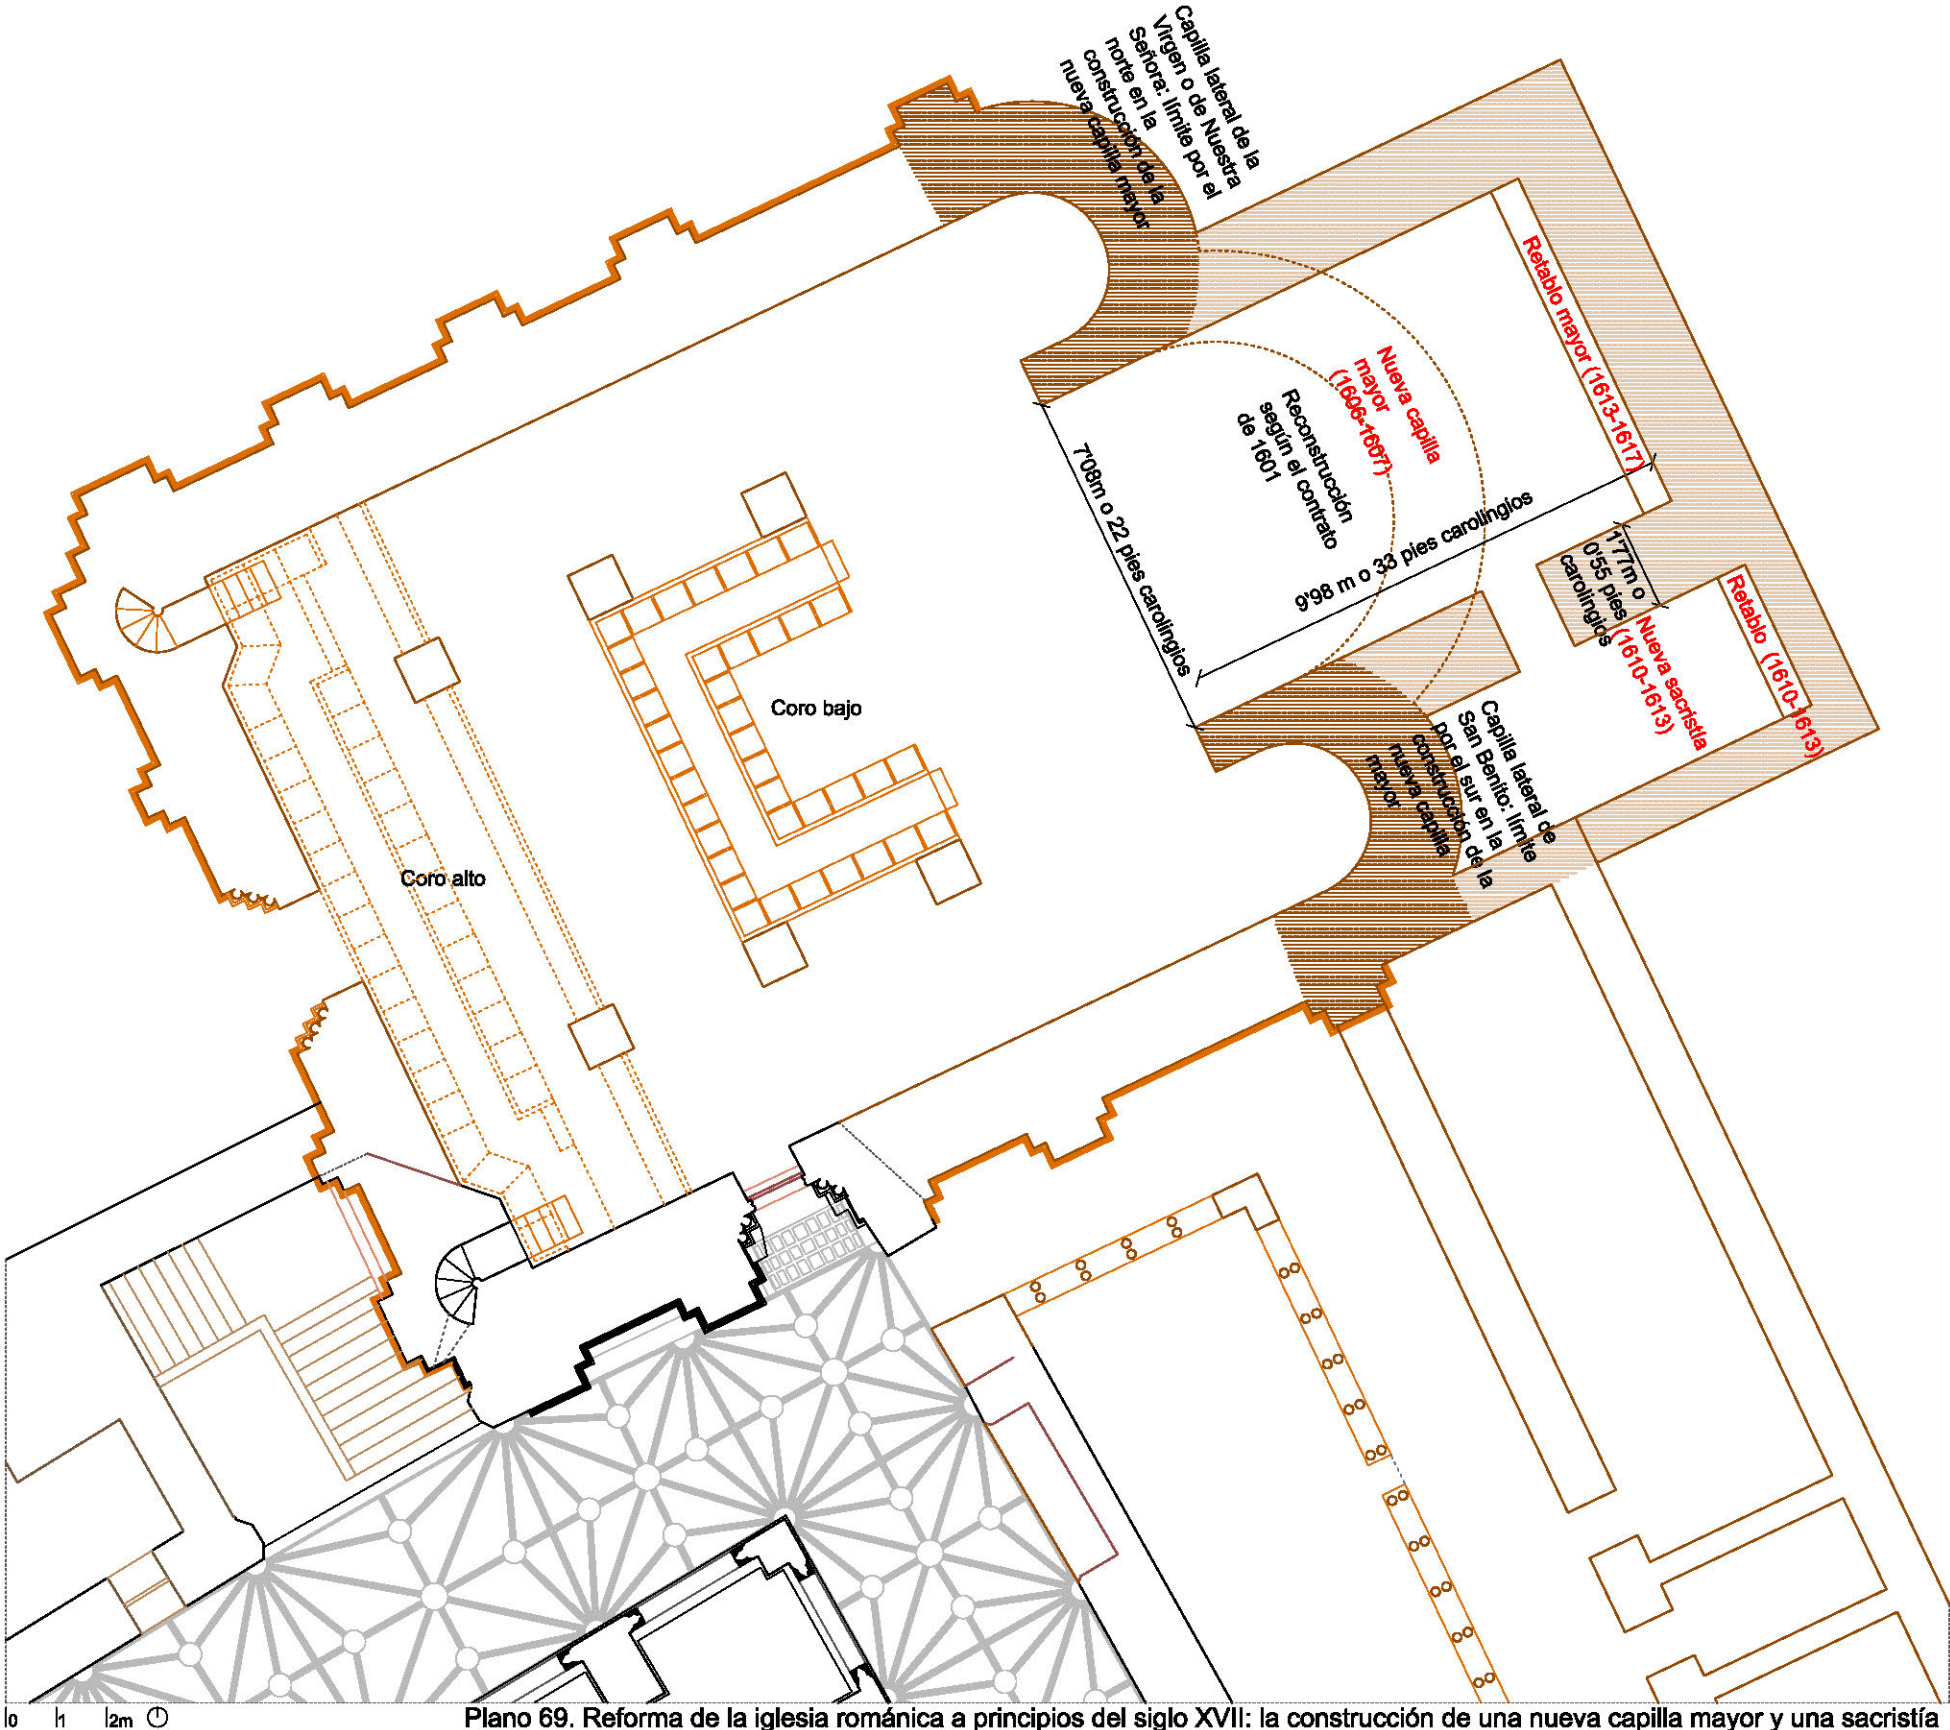 Capilla lateral de la
Virgen o de Nuestra
Señora: límite por el
norte en la
construcción de la
nueva capilla mayor
Retablo mayor (1613-1617)
Nueva capilla
mayor
(1606-1607)
Reconstrucción
según el contrato
de 1601
7'08m o 22 pies carolingios
9'98 m o 33 pies carolingios
1'77m o
0'55 pies
carolingios
Retablo (1610-1613)
Nueva sacristía
(1610-1613)
Coro bajo
Capilla lateral de
San Benito: límite
por el sur en la
construcción de la
nueva capilla
mayor
Coro alto
0 1 2m
Plano 69. Reforma de la iglesia románica a principios del siglo XVII: la construcción de una nueva capilla mayor y una sacristía